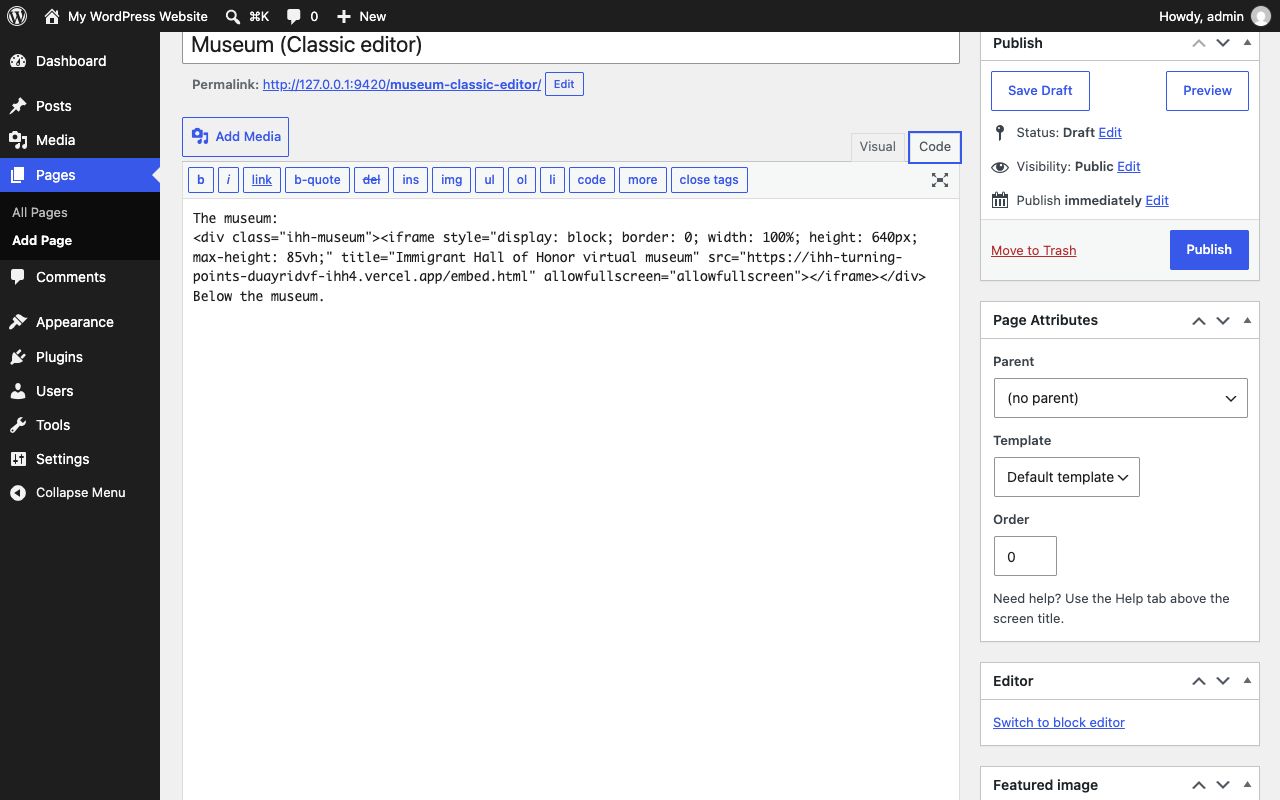 My WordPress Website ⌘K 0 New Howdy, admin
Dashboard
Posts
Media
Pages
All Pages
Add Page
Comments
Appearance
Plugins
Users
Tools
Settings
Collapse Menu
Museum (Classic editor)
Permalink: http://127.0.0.1:9420/museum-classic-editor/ Edit
Add Media
Visual Code
b i link b-quote del ins img ul ol li code more close tags
The museum:
<div class="ihh-museum"><iframe style="display: block; border: 0; width: 100%; height: 640px;
max-height: 85vh;" title="Immigrant Hall of Honor virtual museum" src="https://ihh-turning-
points-duayridvf-ihh4.vercel.app/embed.html" allowfullscreen="allowfullscreen"></iframe></div>
Below the museum.
Publish
Save Draft Preview
Status: Draft Edit
Visibility: Public Edit
Publish immediately Edit
Move to Trash Publish
Page Attributes
Parent
(no parent)
Template
Default template
Order
0
Need help? Use the Help tab above the
screen title.
Editor
Switch to block editor
Featured image